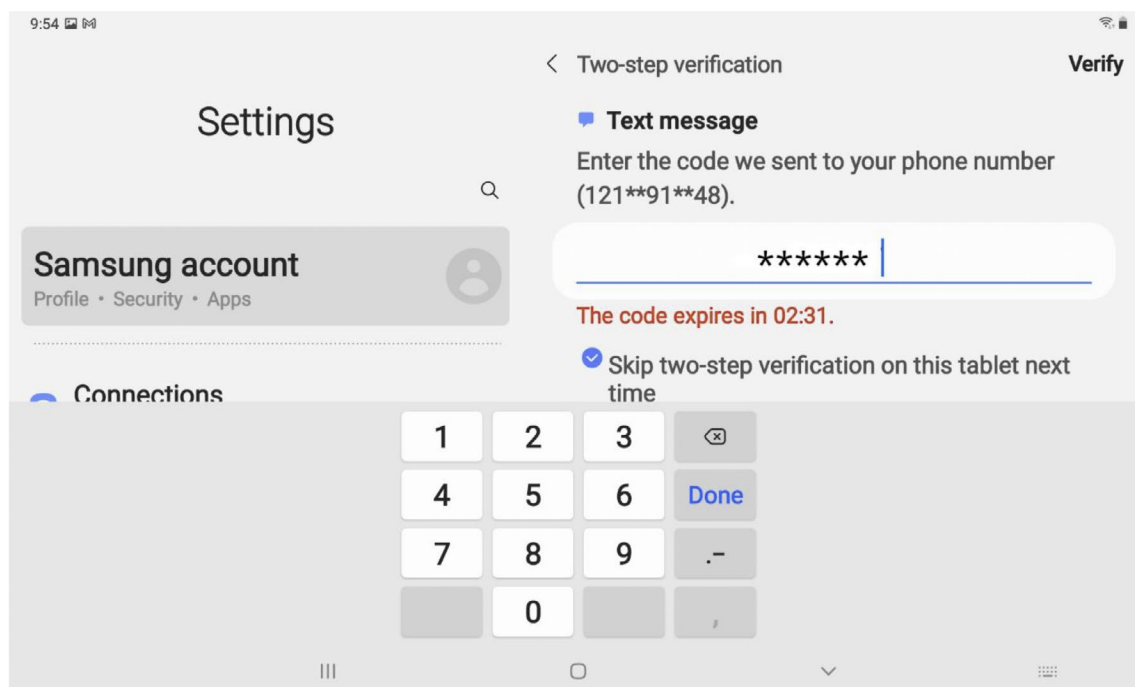 9:54
Settings
Samsung account
Profile • Security • Apps
Connections
Two-step verification
Verify
Text message
Enter the code we sent to your phone number
(121**91**48).
******
The code expires in 02:31.
Skip two-step verification on this tablet next
time
1 2 3
4 5 6 Done
7 8 9 .-
0 ,